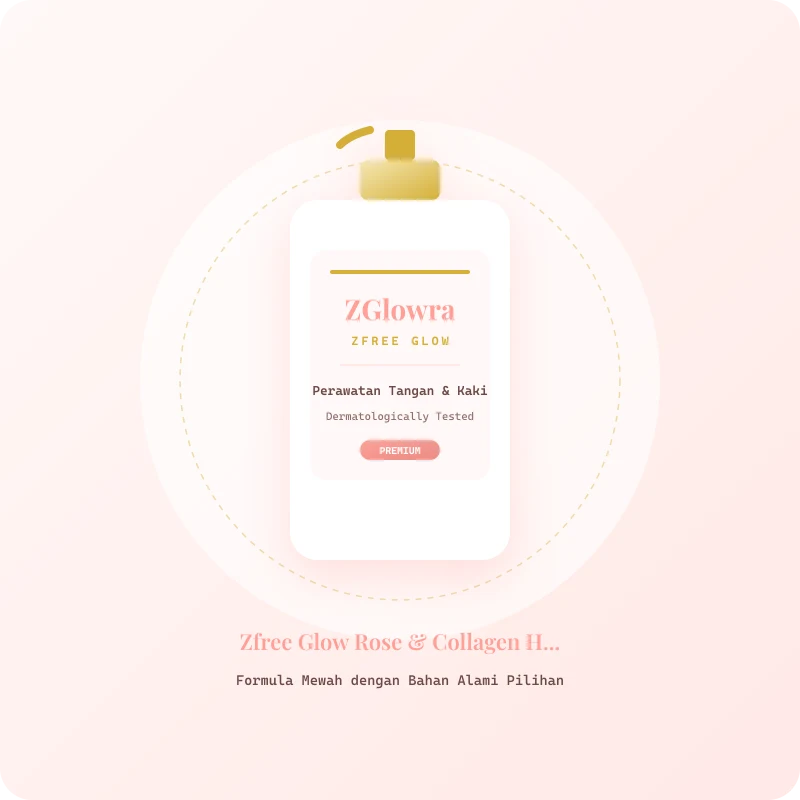 ZGlowra
ZFREE GLOW
Perawatan Tangan & Kaki
Dermatologically Tested
PREMIUM
Zfree Glow Rose & Collagen H...
Formula Mewah dengan Bahan Alami Pilihan